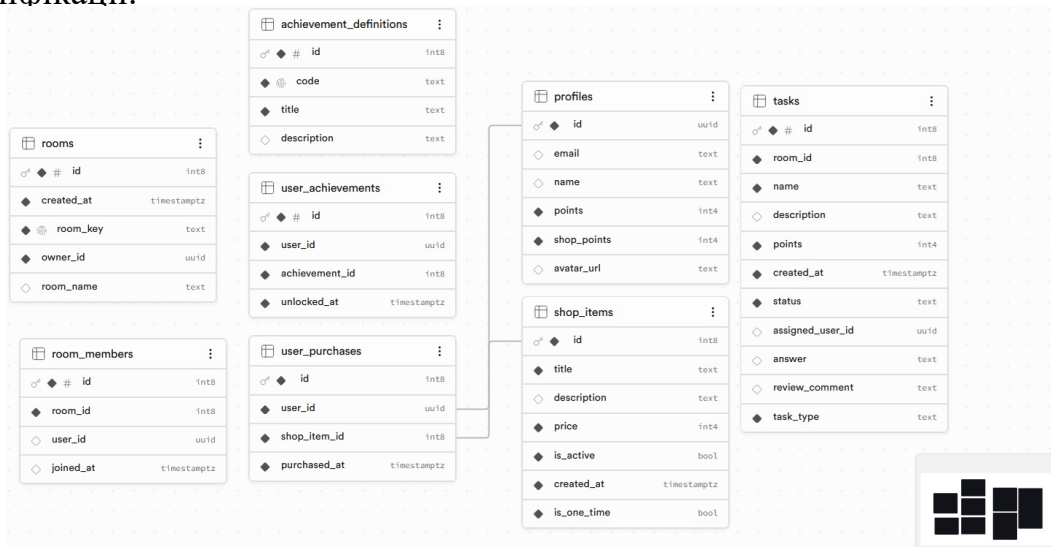 achievement_definitions
# id int8
code text
title text
description text
rooms
# id int8
created_at timestamptz
room_key text
owner_id uuid
room_name text
user_achievements
# id int8
user_id uuid
achievement_id int8
unlocked_at timestamptz
room_members
# id int8
room_id int8
user_id uuid
joined_at timestamptz
user_purchases
id int8
user_id uuid
shop_item_id int8
purchased_at timestamptz
profiles
id uuid
email text
name text
points int4
shop_points int4
avatar_url text
shop_items
id int8
title text
description text
price int4
is_active bool
created_at timestamptz
is_one_time bool
tasks
# id int8
room_id int8
name text
description text
points int4
created_at timestamptz
status text
assigned_user_id uuid
answer text
review_comment text
task_type text